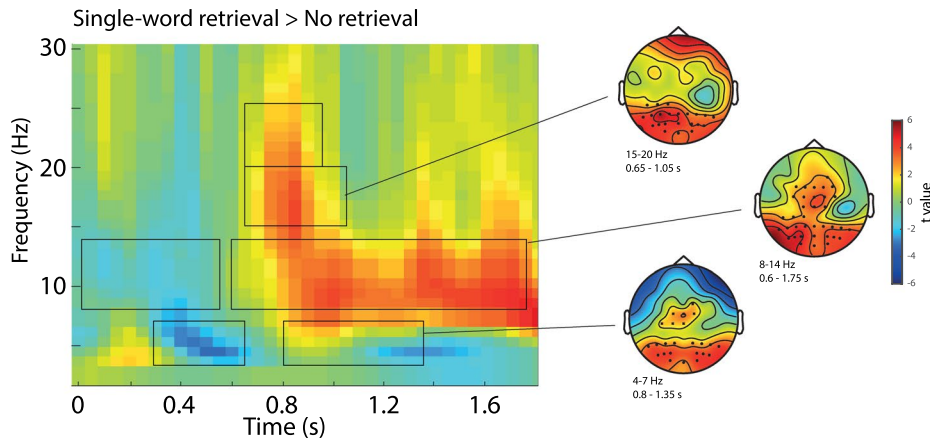 Single-word retrieval > No retrieval
30
20
10
Frequency (Hz)
0
0.4
0.8
1.2
1.6
Time (s)
15-20 Hz
0.65 - 1.05 s
8-14 Hz
0.6 - 1.75 s
4-7 Hz
0.8 - 1.35 s
6
4
2
0
-2
-4
-6
t value